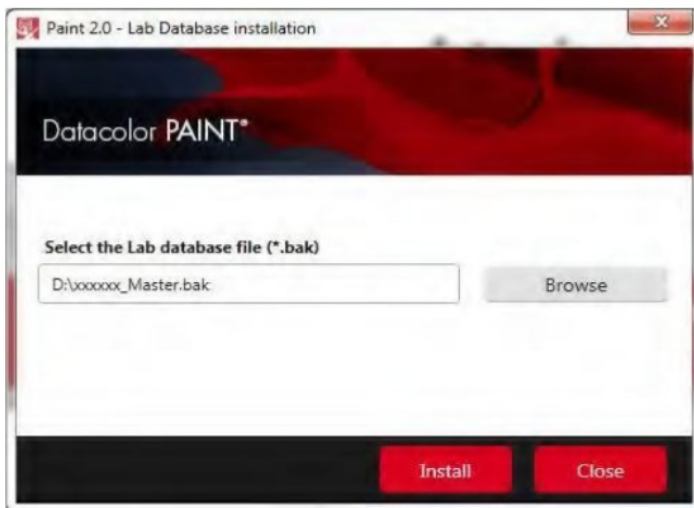 Paint 2.0 - Lab Database installation
Datacolor PAINT®
Select the Lab database file (*.bak)
D:\xxxxxx_Master.bak
Browse
Install
Close